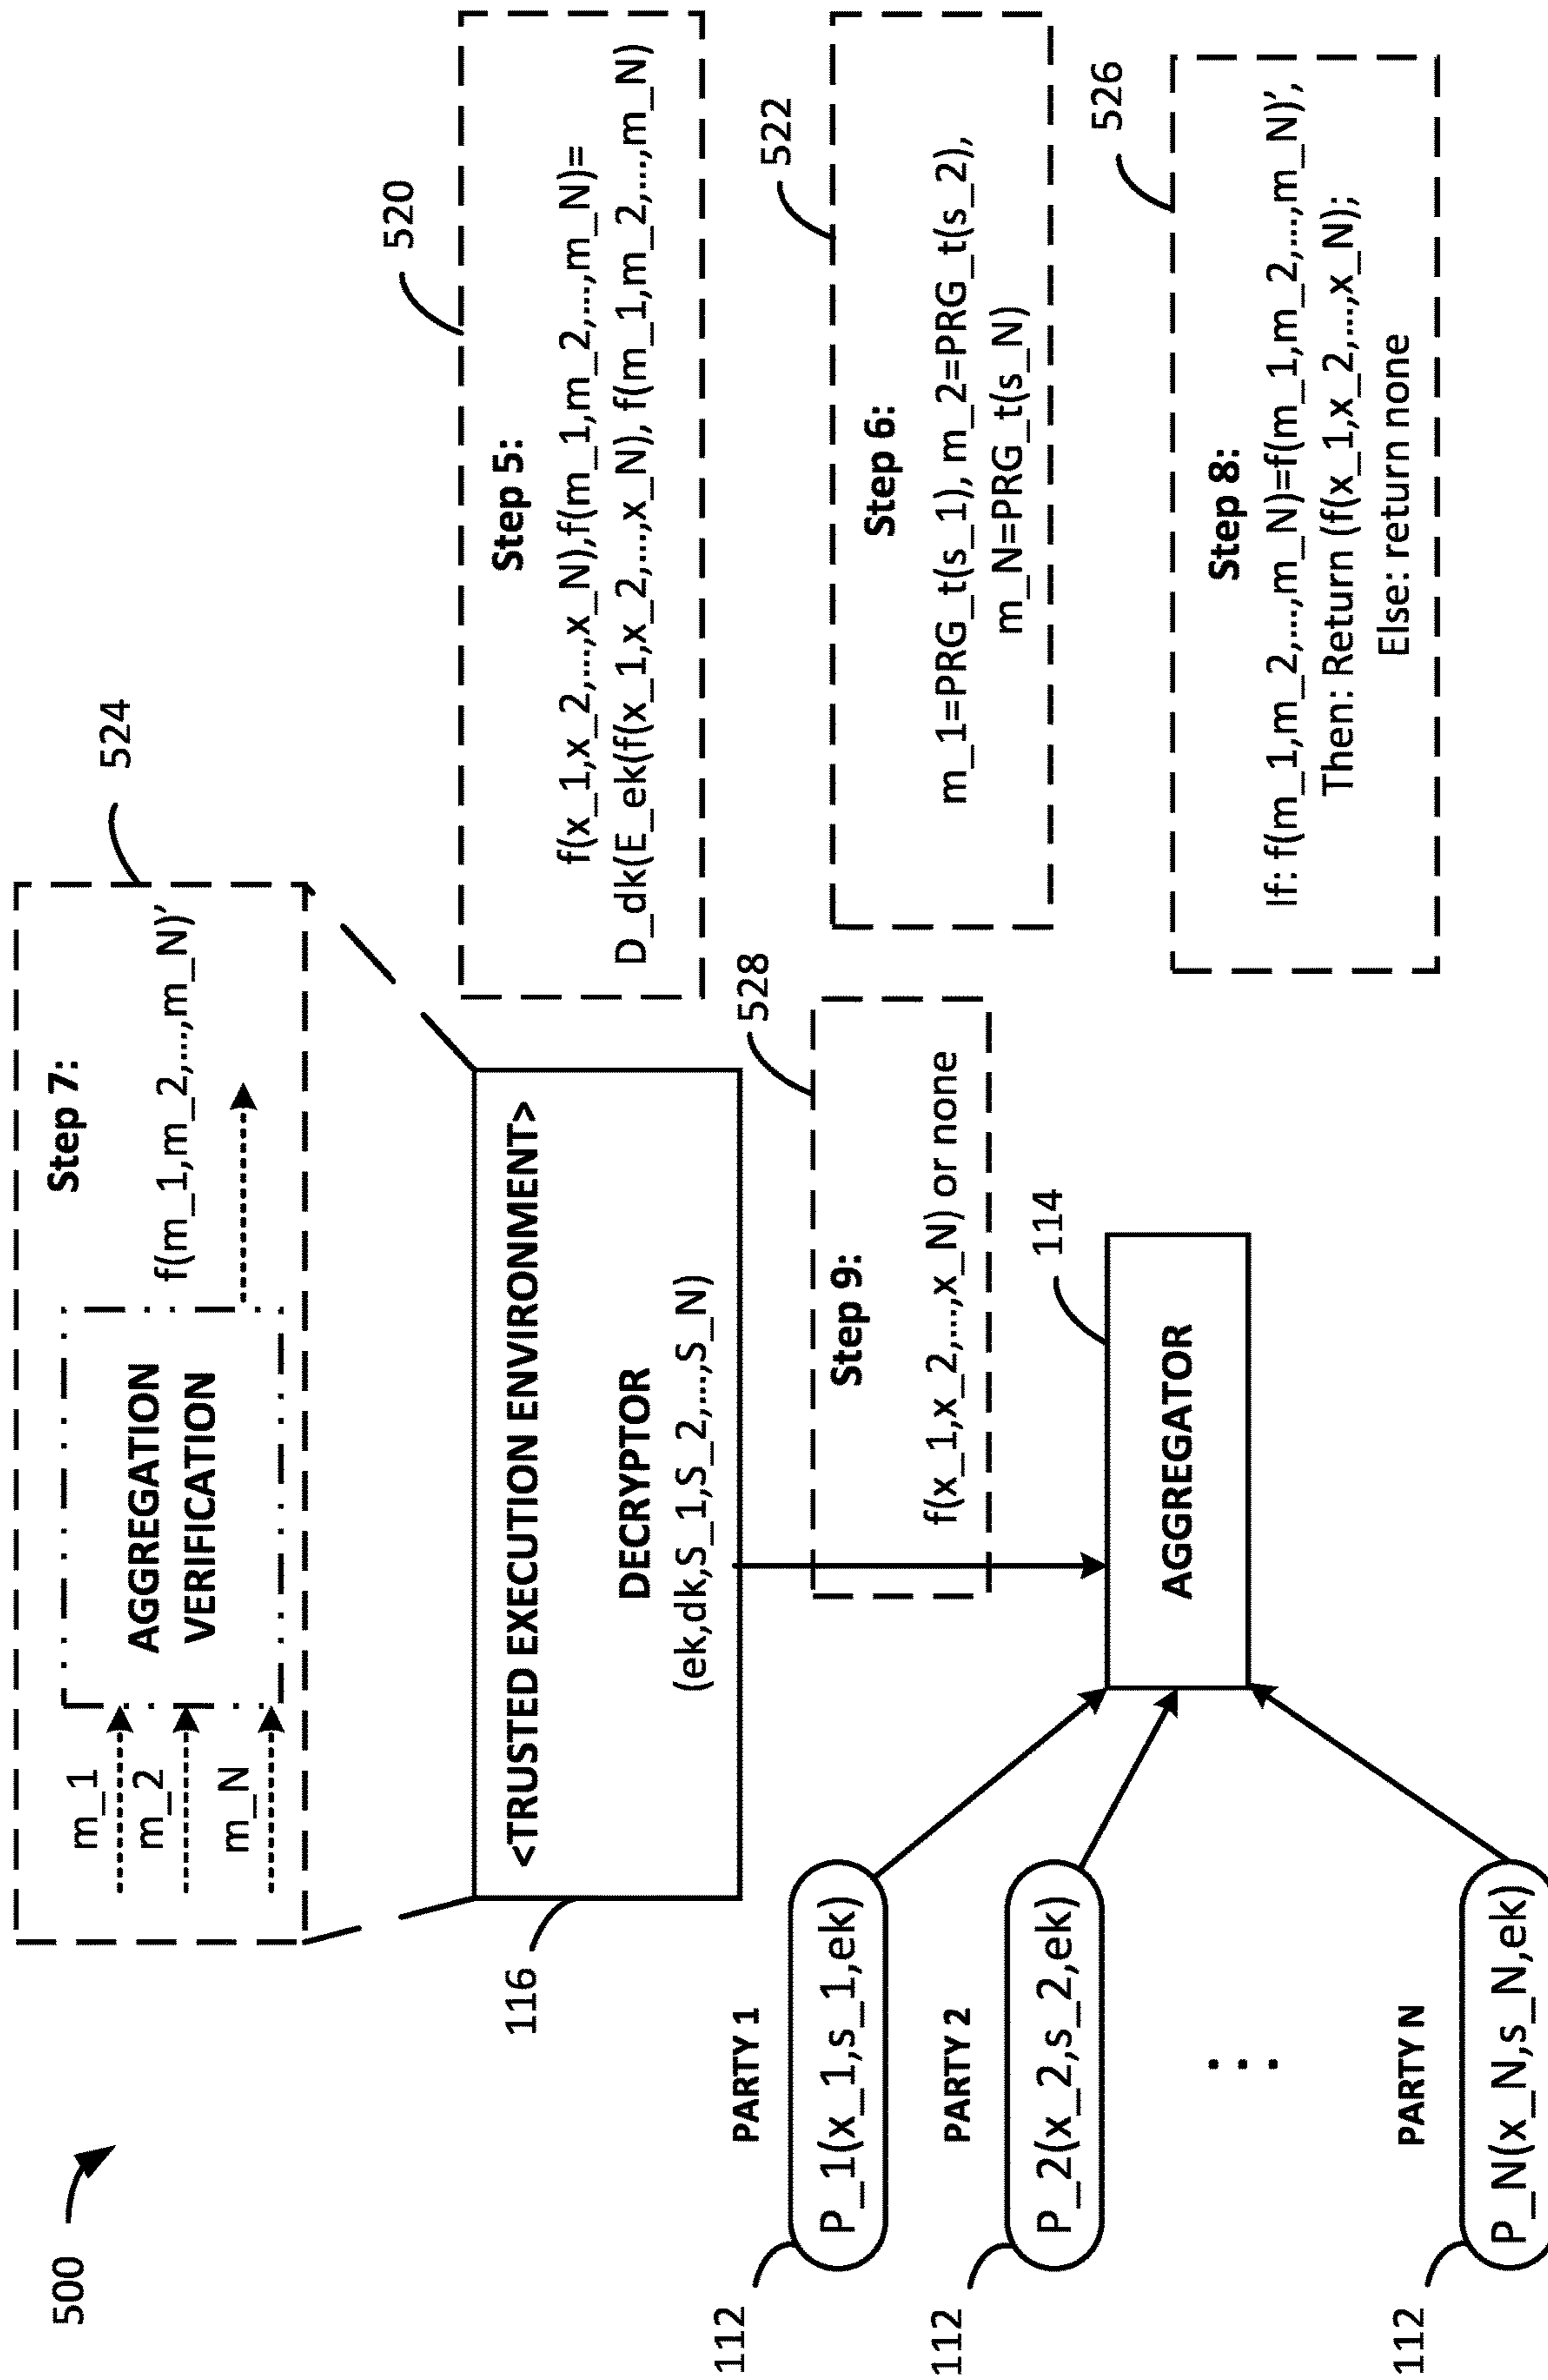 500
524
Step 7:
m_1
m_2
m_N
AGGREGATION
VERIFICATION
f(m_1,m_2,...,m_N)’
116
<TRUSTED EXECUTION ENVIRONMENT>
DECRYPTOR
(ek,dk,S_1,S_2,...,S_N)
520
Step 5:
f(x_1,x_2,...,x_N),f(m_1,m_2,...,m_N)=
D_dk(E_ek(f(x_1,x_2,...,x_N), f(m_1,m_2,...,m_N)
528
Step 9:
f(x_1,x_2,...,x_N) or none
522
Step 6:
m_1=PRG_t(s_1), m_2=PRG_t(s_2),
m_N=PRG_t(s_N)
PARTY 1
P_1(x_1,s_1,ek)
112
PARTY 2
P_2(x_2,s_2,ek)
112
PARTY N
P_N(x_N,s_N,ek)
112
114
AGGREGATOR
526
Step 8:
If: f(m_1,m_2,...,m_N)=f(m_1,m_2,...,m_N)’,
Then: Return (f(x_1,x_2,...,x_N);
Else: return none